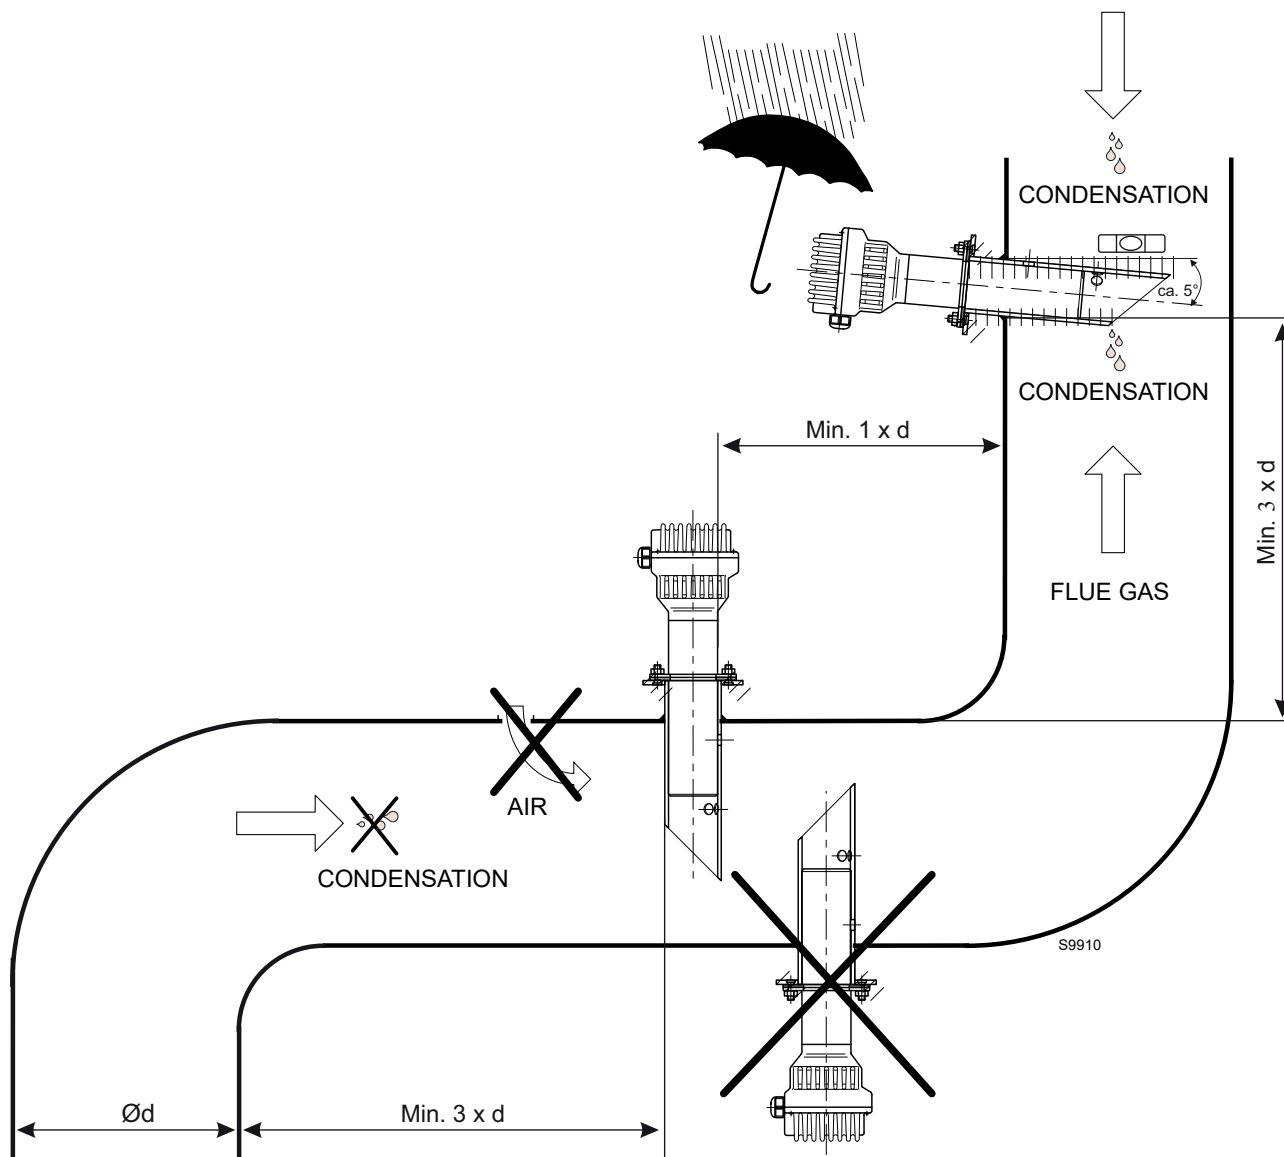 CONDENSATION
ca. 5°
CONDENSATION
Min. 1 x d
Min. 3 x d
FLUE GAS
AIR
CONDENSATION
S9910
Ød
Min. 3 x d